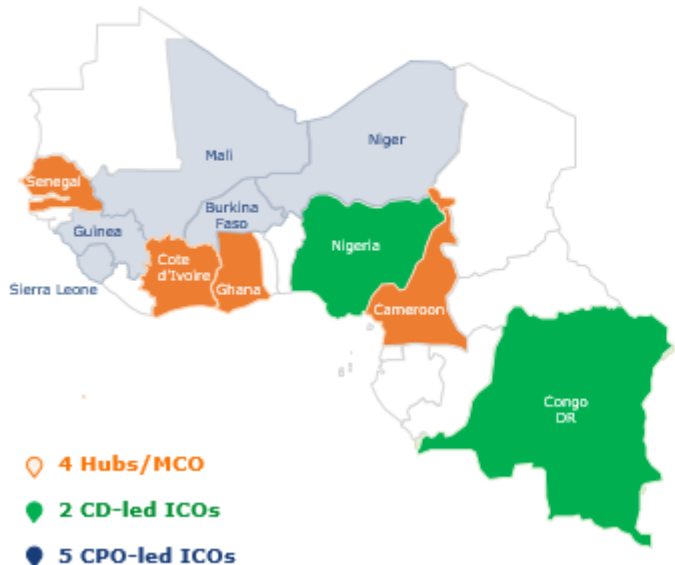 Mali
Niger
Senegal
Burkina
Faso
Guinea
Nigeria
Cote
d'Ivoire
Sierra Leone
Ghana
Cameroon
Congo
DR
4 Hubs/MCO
2 CD-led ICOs
5 CPO-led ICOs